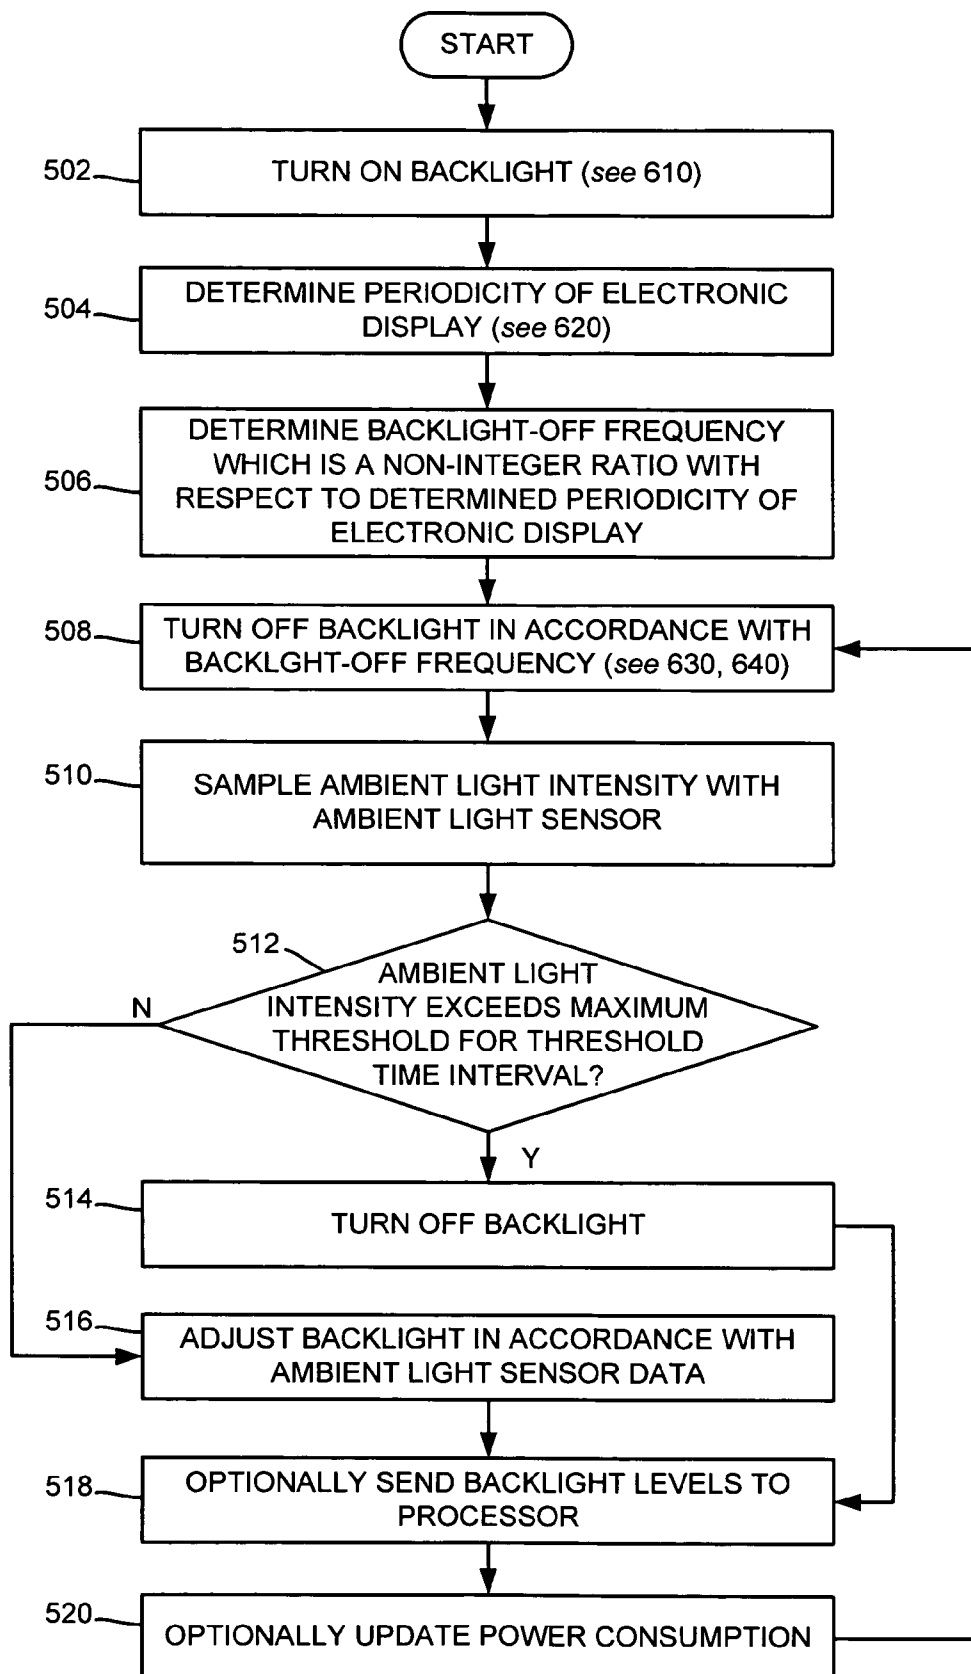 START
502
TURN ON BACKLIGHT (see 610)
504
DETERMINE PERIODICITY OF ELECTRONIC
DISPLAY (see 620)
506
DETERMINE BACKLIGHT-OFF FREQUENCY
WHICH IS A NON-INTEGER RATIO WITH
RESPECT TO DETERMINED PERIODICITY OF
ELECTRONIC DISPLAY
508
TURN OFF BACKLIGHT IN ACCORDANCE WITH
BACKLGHT-OFF FREQUENCY (see 630, 640)
510
SAMPLE AMBIENT LIGHT INTENSITY WITH
AMBIENT LIGHT SENSOR
512
AMBIENT LIGHT
INTENSITY EXCEEDS MAXIMUM
THRESHOLD FOR THRESHOLD
TIME INTERVAL?
N
Y
514
TURN OFF BACKLIGHT
516
ADJUST BACKLIGHT IN ACCORDANCE WITH
AMBIENT LIGHT SENSOR DATA
518
OPTIONALLY SEND BACKLIGHT LEVELS TO
PROCESSOR
520
OPTIONALLY UPDATE POWER CONSUMPTION